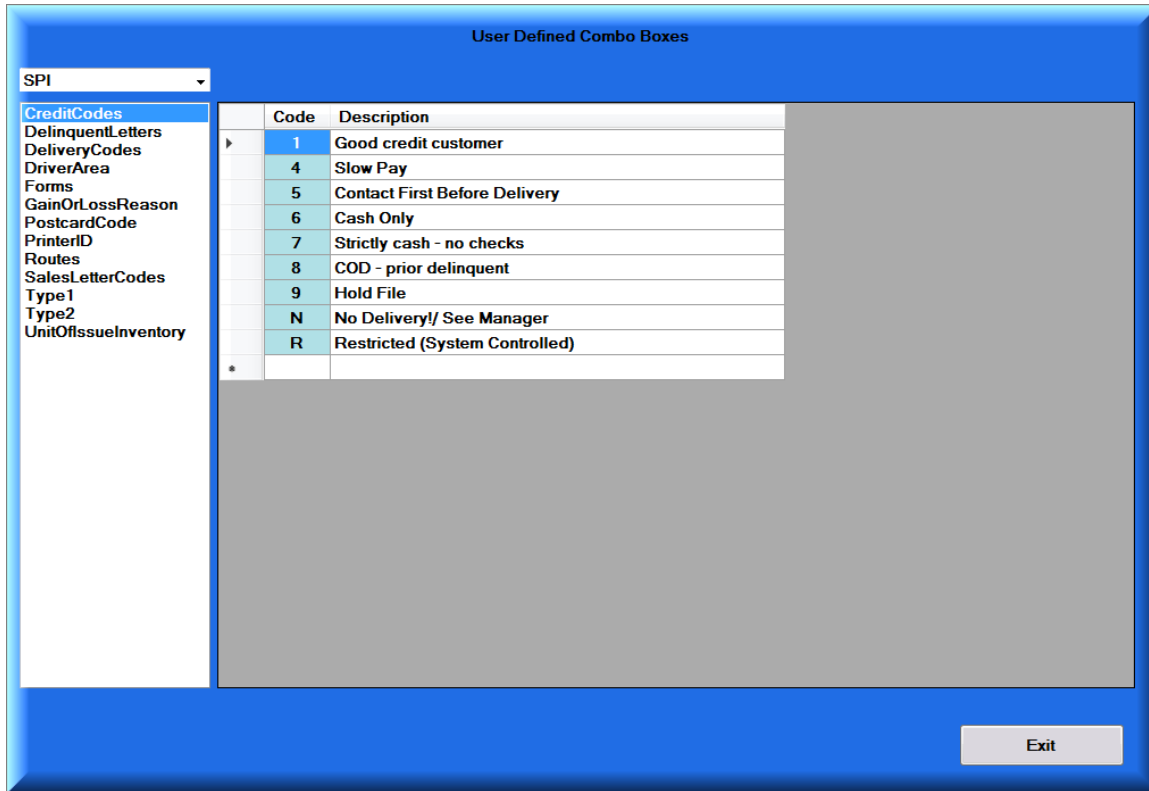 User Defined Combo Boxes
SPI
CreditCodes
DelinquentLetters
DeliveryCodes
DriverArea
Forms
GainOrLossReason
PostcardCode
PrinterID
Routes
SalesLetterCodes
Type1
Type2
UnitOfIssueInventory
Code Description
1 Good credit customer
4 Slow Pay
5 Contact First Before Delivery
6 Cash Only
7 Strictly cash - no checks
8 COD - prior delinquent
9 Hold File
N No Delivery!/ See Manager
R Restricted (System Controlled)
*
Exit